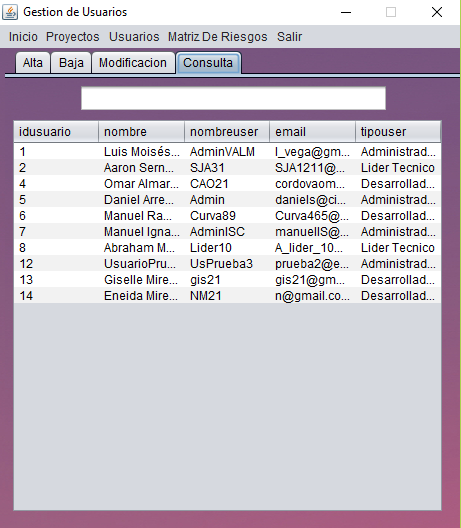 Gestion de Usuarios
Inicio Proyectos Usuarios Matriz De Riesgos Salir
Alta Baja Modificacion Consulta
idusuario nombre nombreuser email tipouser
1 Luis Moisés... AdminVALM l_vega@gm... Administrad...
2 Aaron Sern... SJA31 SJA1211@... Lider Tecnico
4 Omar Almar... CAO21 cordovaom... Desarrollad...
5 Daniel Arre... Admin daniels@ci... Administrad...
6 Manuel Ra... Curva89 Curva465@... Desarrollad...
7 Manuel Igna... AdminISC manuelIS@... Administrad...
8 Abraham M... Lider10 A_lider_10... Lider Tecnico
12 UsuarioPru... UsPrueba3 prueba2@e... Administrad...
13 Giselle Mire... gis21 gis21@gm... Desarrollad...
14 Eneida Mire... NM21 n@gmail.co... Desarrollad...